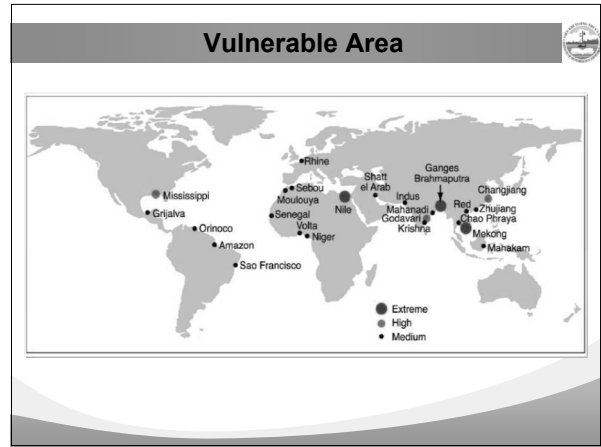 Vulnerable Area
Rhine
Ganges
Brahmaputra
Shatt
el Arab
Changjiang
Sebou
Moulouya
Indus
Mississippi
Nile
Mahanadi
Red
Zhujiang
Grijalva
Senegal
Godavari
Chao Phraya
Volta
Krishna
Orinoco
Niger
Mekong
Amazon
Mahakam
Sao Francisco
Extreme
High
Medium